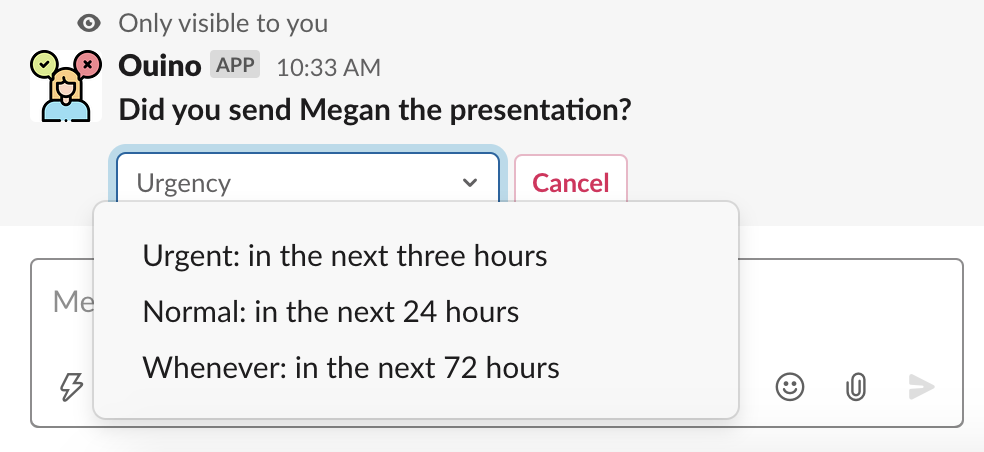 Only visible to you
Ouino APP 10:33 AM
Did you send Megan the presentation?
Urgency Cancel
Urgent: in the next three hours
Normal: in the next 24 hours
Me
Whenever: in the next 72 hours